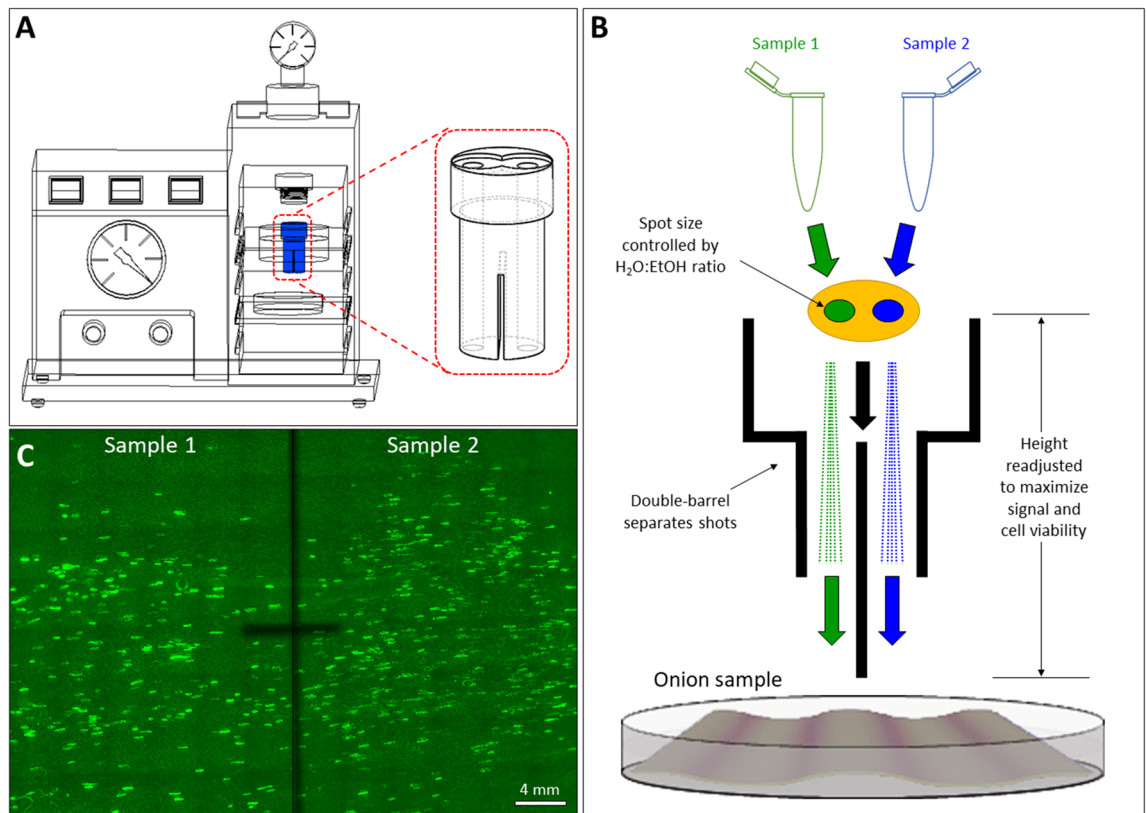 A
B
Sample 1
Sample 2
Spot size
controlled by
H₂O:EtOH ratio
Double-barrel
separates shots
Height
readjusted
to maximize
signal and
cell viability
Onion sample
C
Sample 1
Sample 2
4 mm